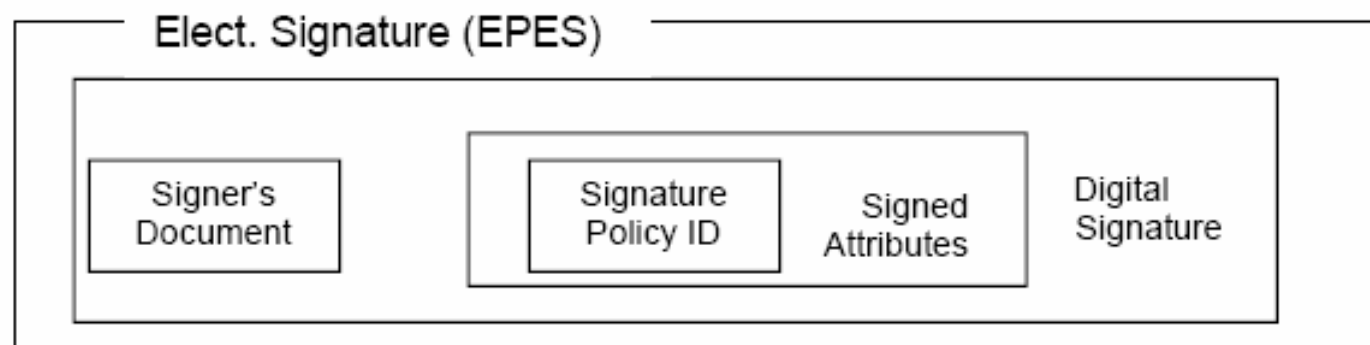 Elect. Signature (EPES)
Signer's
Document
Signature
Policy ID
Signed
Attributes
Digital
Signature